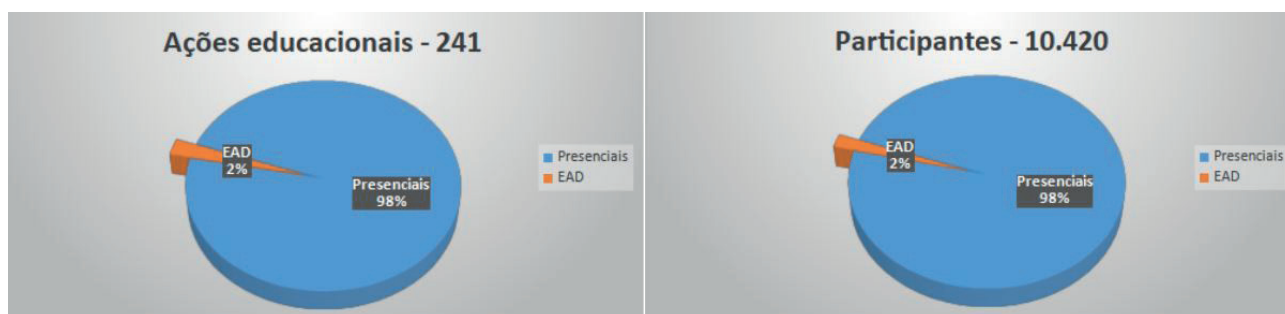 Ações educacionais - 241
EAD
2%
Presenciais
98%
Presenciais
EAD
Participantes - 10.420
EAD
2%
Presenciais
98%
Presenciais
EAD